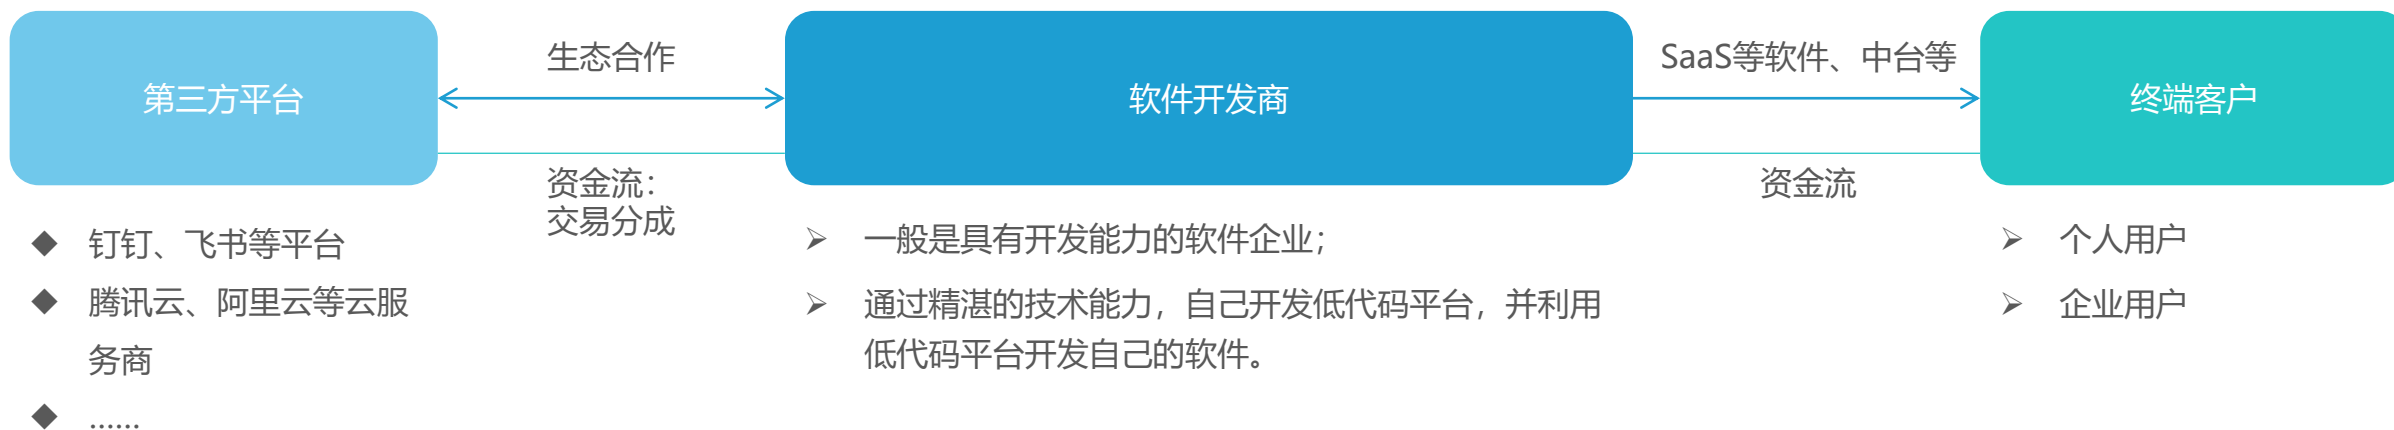 第三方平台
生态合作
资金流：
交易分成
软件开发商
SaaS等软件、中台等
资金流
终端客户
◆ 钉钉、飞书等平台
◆ 腾讯云、阿里云等云服
务商
◆ ……
➢ 一般是具有开发能力的软件企业；
➢ 通过精湛的技术能力，自己开发低代码平台，并利用
低代码平台开发自己的软件。
➢ 个人用户
➢ 企业用户